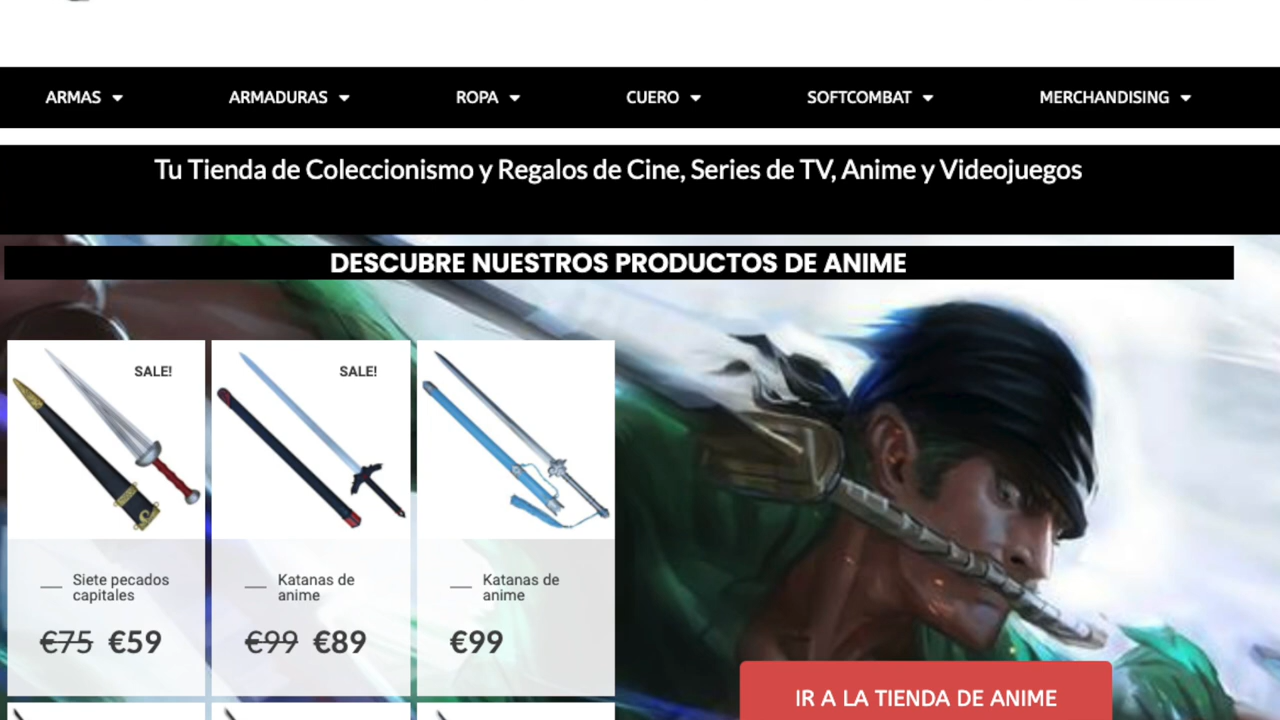 ARMAS
ARMADURAS
ROPA
CUERO
SOFTCOMBAT
MERCHANDISING
Tu Tienda de Coleccionismo y Regalos de Cine, Series de TV, Anime y Videojuegos
DESCUBRE NUESTROS PRODUCTOS DE ANIME
SALE!
Siete pecados
capitales
€75 €59
SALE!
Katanas de
anime
€99 €89
Katanas de
anime
€99
IR A LA TIENDA DE ANIME